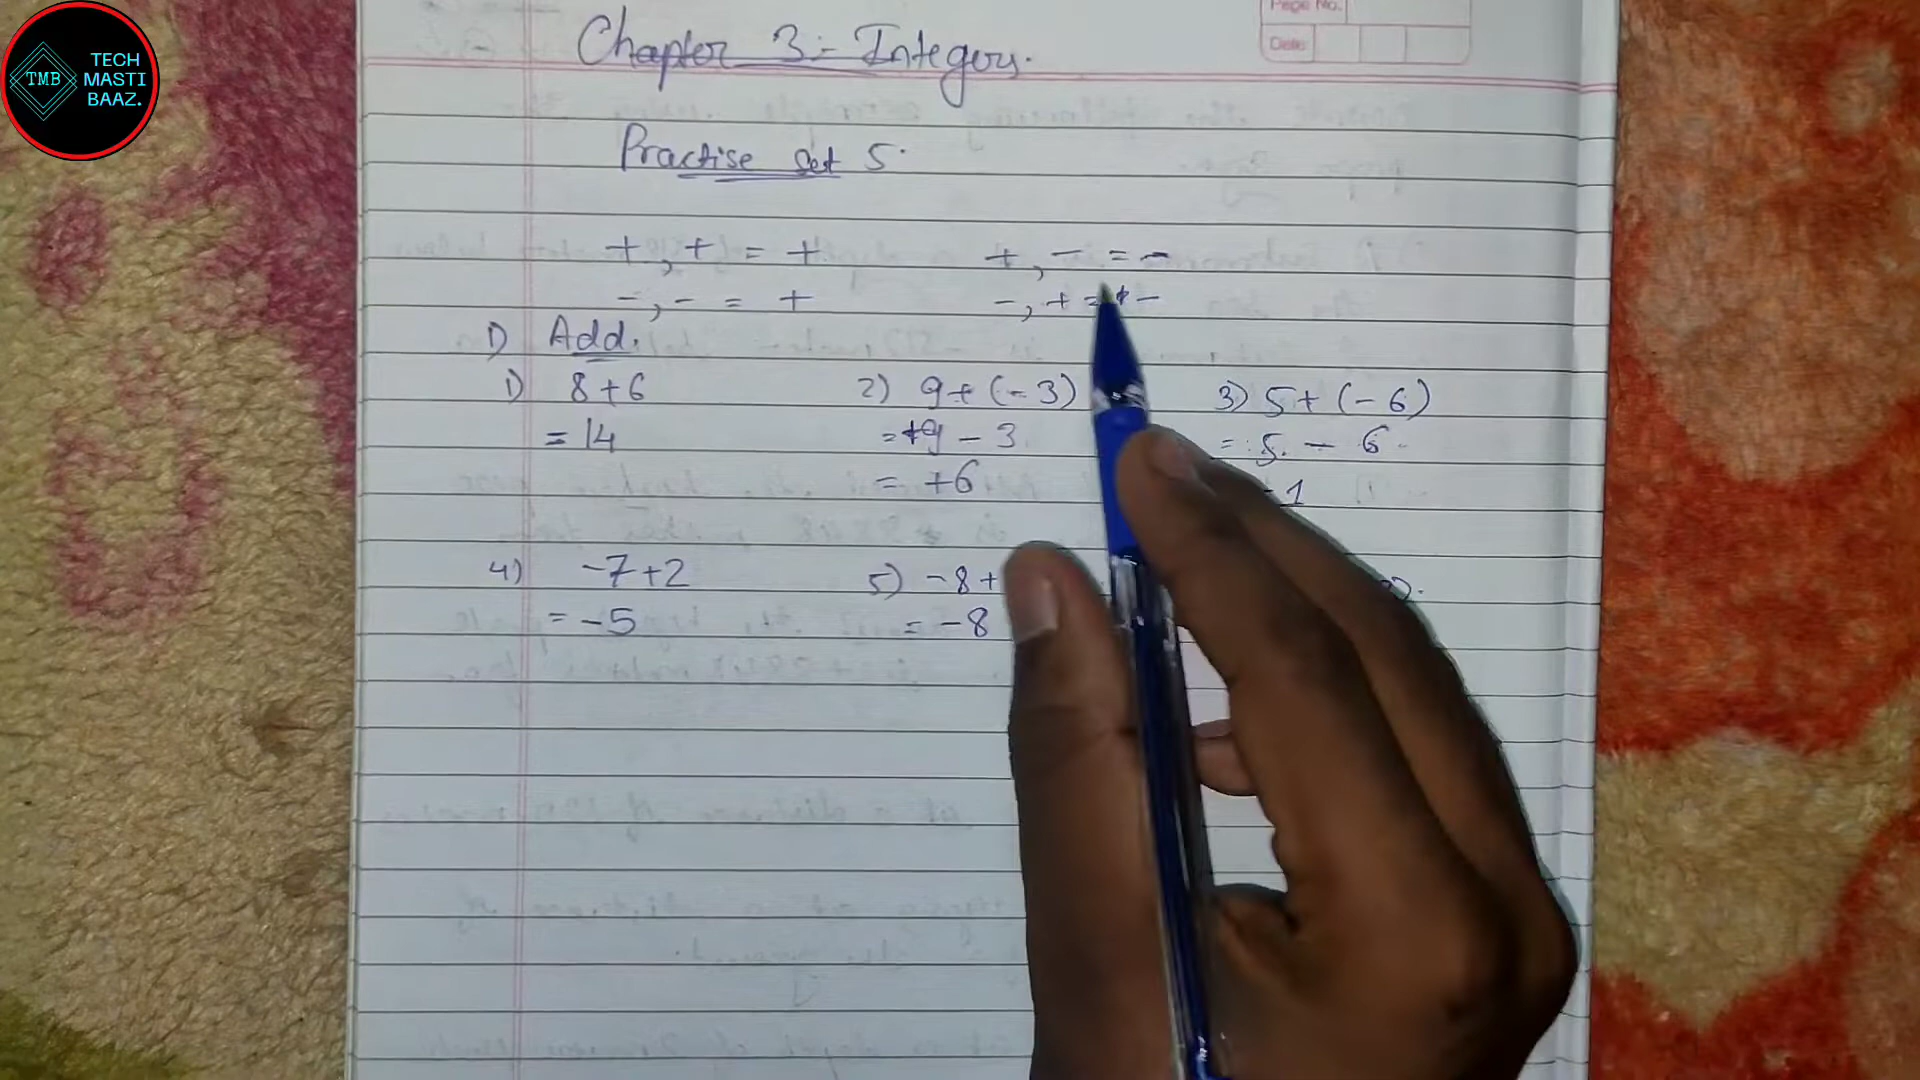 TMB
TECH
MASTI
BAAZ.
Page No.
Date:
Chapter 3:- Integers.
Practise Set 5.
+ , + = + + , - = -
- , - = + - , + = -
1) Add.
1) 8 + 6 2) 9 + (- 3) 3) 5 + (- 6)
= 14 = +9 - 3 = 5 - 6
= +6 - 1
4) -7+2 5) -8 +
= -5 = -8